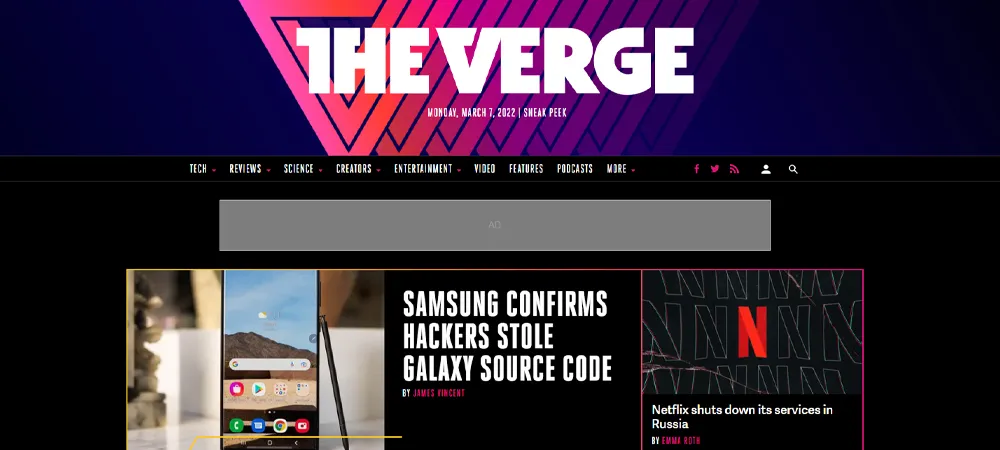 THE VERGE
MONDAY, MARCH 7, 2022 | SNEAK PEEK
TECH REVIEWS SCIENCE CREATORS ENTERTAINMENT VIDEO FEATURES PODCASTS MORE
AD
SAMSUNG CONFIRMS
HACKERS STOLE
GALAXY SOURCE CODE
BY JAMES VINCENT
Netflix shuts down its services in
Russia
BY EMMA ROTH